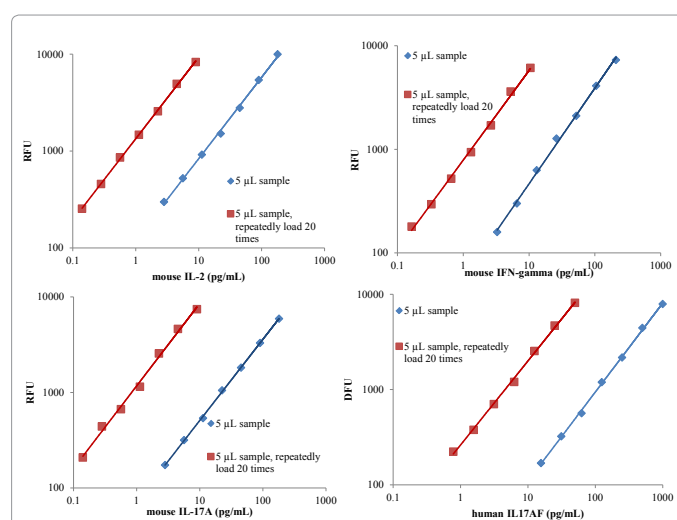 10000
1000
100
RFU
0.1
1
10
100
1000
mouse IL-2 (pg/mL)
5 µL sample
5 µL sample,
repeatedly load 20
times
10000
1000
100
RFU
0.1
1
10
100
1000
mouse IFN-gamma (pg/mL)
5 µL sample
5 µL sample,
repeatedly load 20
times
10000
1000
100
RFU
0.1
1
10
100
1000
mouse IL-17A (pg/mL)
5 µL sample
5 µL sample, repeatedly
load 20 times
10000
1000
100
DFU
0.1
1
10
100
1000
human IL17AF (pg/mL)
5 µL sample
5 µL sample, repeatedly
load 20 times